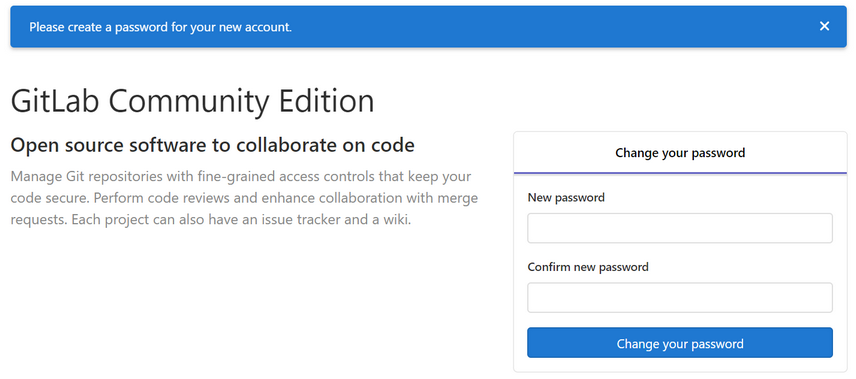 Please create a password for your new account.
GitLab Community Edition
Open source software to collaborate on code
Manage Git repositories with fine-grained access controls that keep your
code secure. Perform code reviews and enhance collaboration with merge
requests. Each project can also have an issue tracker and a wiki.
Change your password
New password
Confirm new password
Change your password